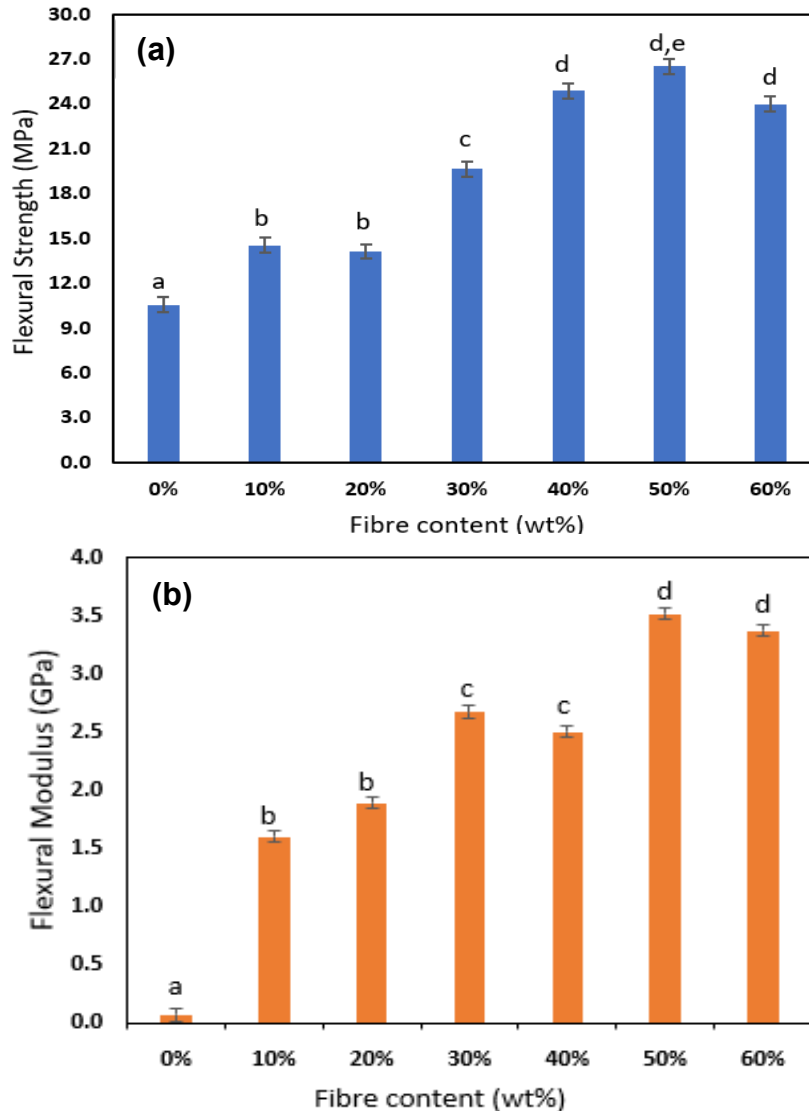 (a)
Flexural Strength (MPa)
30.0
27.0
24.0
21.0
18.0
15.0
12.0
9.0
6.0
3.0
0.0
a
b
b
c
d
d,e
d
0% 10% 20% 30% 40% 50% 60%
Fibre content (wt%)
(b)
Flexural Modulus (GPa)
4.0
3.5
3.0
2.5
2.0
1.5
1.0
0.5
0.0
a
b
b
c
c
d
d
0% 10% 20% 30% 40% 50% 60%
Fibre content (wt%)